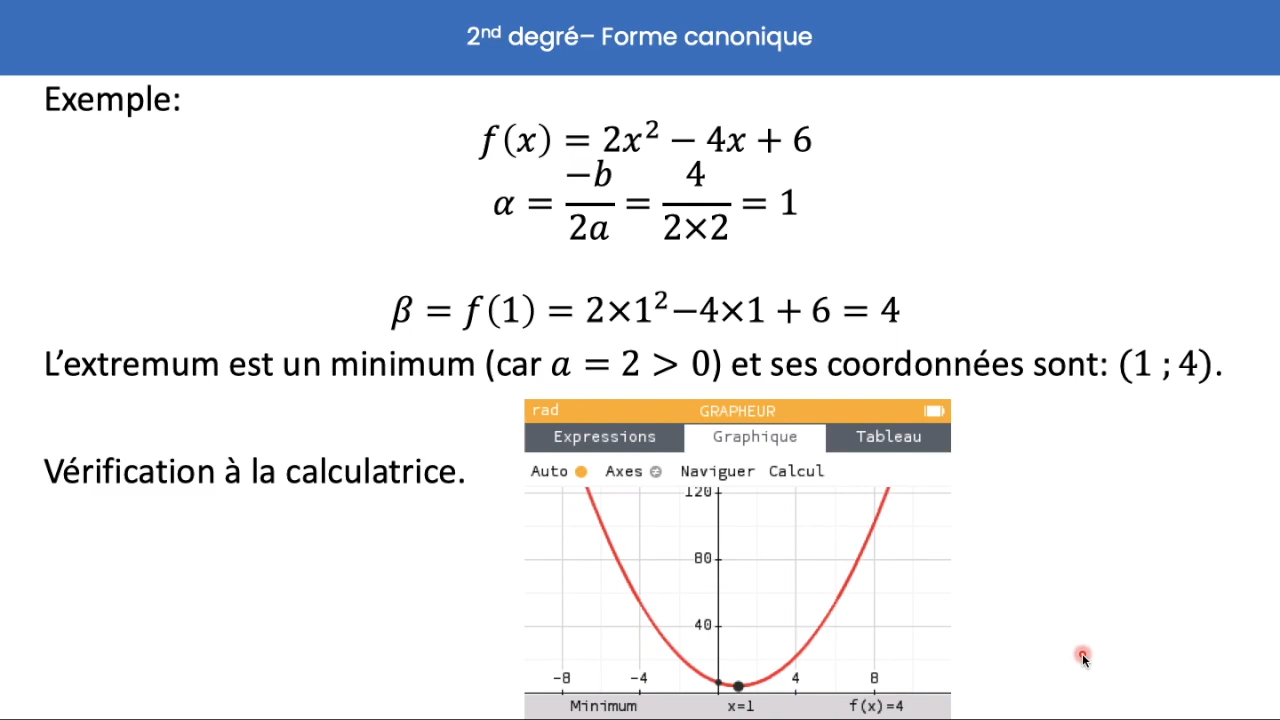 2nd degré– Forme canonique
Exemple:
f(x) = 2x² − 4x + 6
α = −b/2a = 4/2×2 = 1
β = f(1) = 2×1²−4×1 + 6 = 4
L’extremum est un minimum (car a = 2 > 0) et ses coordonnées sont: (1 ; 4).
Vérification à la calculatrice.
rad GRAPHEUR
Expressions Graphique Tableau
Auto Axes Naviguer Calcul
120
80
40
-8 -4 4 8
Minimum x=1 f(x)=4